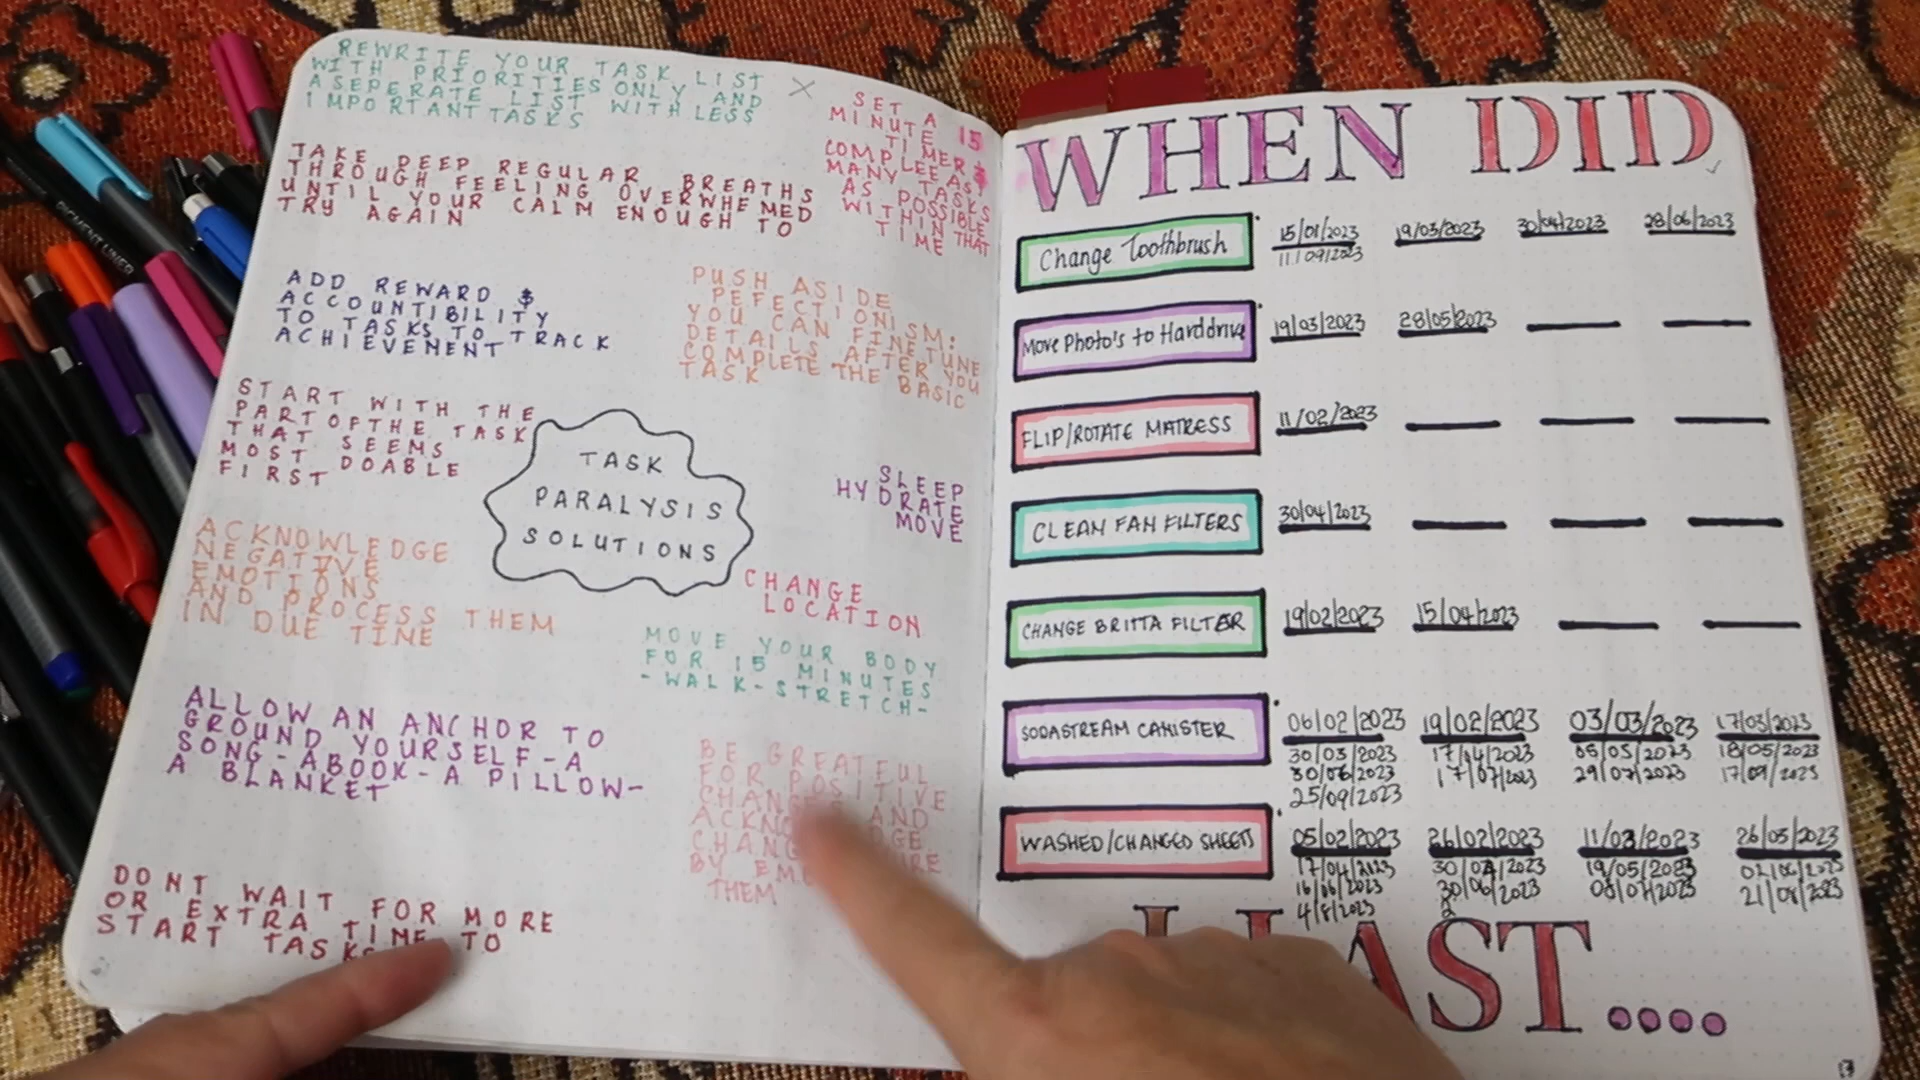 REWRITE YOUR TASK LIST
WITH PRIORITIES ONLY AND
A SEPERATE LIST WITH LESS
IMPORTANT TASKS
SET A 15
MINUTE
TIMER &
COMPLEE AS
MANY TASKS
AS POSSIBLE
WITHIN THAT
TIME
TAKE DEEP REGULAR BREATHS
THROUGH FEELING OVERWHEMED
UNTIL YOUR CALM ENOUGH TO
TRY AGAIN
ADD REWARD &
ACCOUNTIBILITY
TO TASKS TO TRACK
ACHIEVEMENT
PUSH ASIDE
PEFECTIONISM:
YOU CAN FINETUNE
DETAILS AFTER YOU
COMPLETE THE BASIC
TASK
START WITH THE
PART OF THE TASK
THAT SEEMS
MOST DOABLE
FIRST
TASK
PARALYSIS
SOLUTIONS
SLEEP
HYDRATE
MOVE
ACKNOWLEDGE
NEGATIVE
EMOTIONS
AND PROCESS THEM
IN DUE TIME
CHANGE
LOCATION
MOVE YOUR BODY
FOR 15 MINUTES
- WALK - STRETCH -
ALLOW AN ANCHOR TO
GROUND YOURSELF - A
SONG - A BOOK - A PILLOW -
A BLANKET
BE GREATFUL
FOR POSITIVE
AND
BY
THEM
DONT WAIT FOR MORE
OR EXTRA TIME TO
START TASKS
WHEN DID
Change Toothbrush 15/01/2023 19/03/2023 30/04/2023 28/06/2023
11/09/2023
Move Photo's to Harddrive 19/03/2023 28/05/2023
FLIP/ROTATE MATRESS 11/02/2023
CLEAN FAN FILTERS 30/04/2023
CHANGE BRITTA FILTER 19/02/2023 15/04/2023
SODASTREAM CANISTER 06/02/2023 19/02/2023 03/03/2023 17/03/2023
30/03/2023 17/04/2023 05/05/2023 18/05/2023
30/06/2023 17/07/2023 29/07/2023 17/09/2023
25/09/2023
WASHED/CHANGED SHEETS 05/02/2023 26/02/2023 11/03/2023 26/03/2023
17/04/2023 30/04/2023 19/05/2023 02/06/2023
16/06/2023 30/06/2023 21/08/2023
4/8/2023
I LAST....
PIGMENT LINER